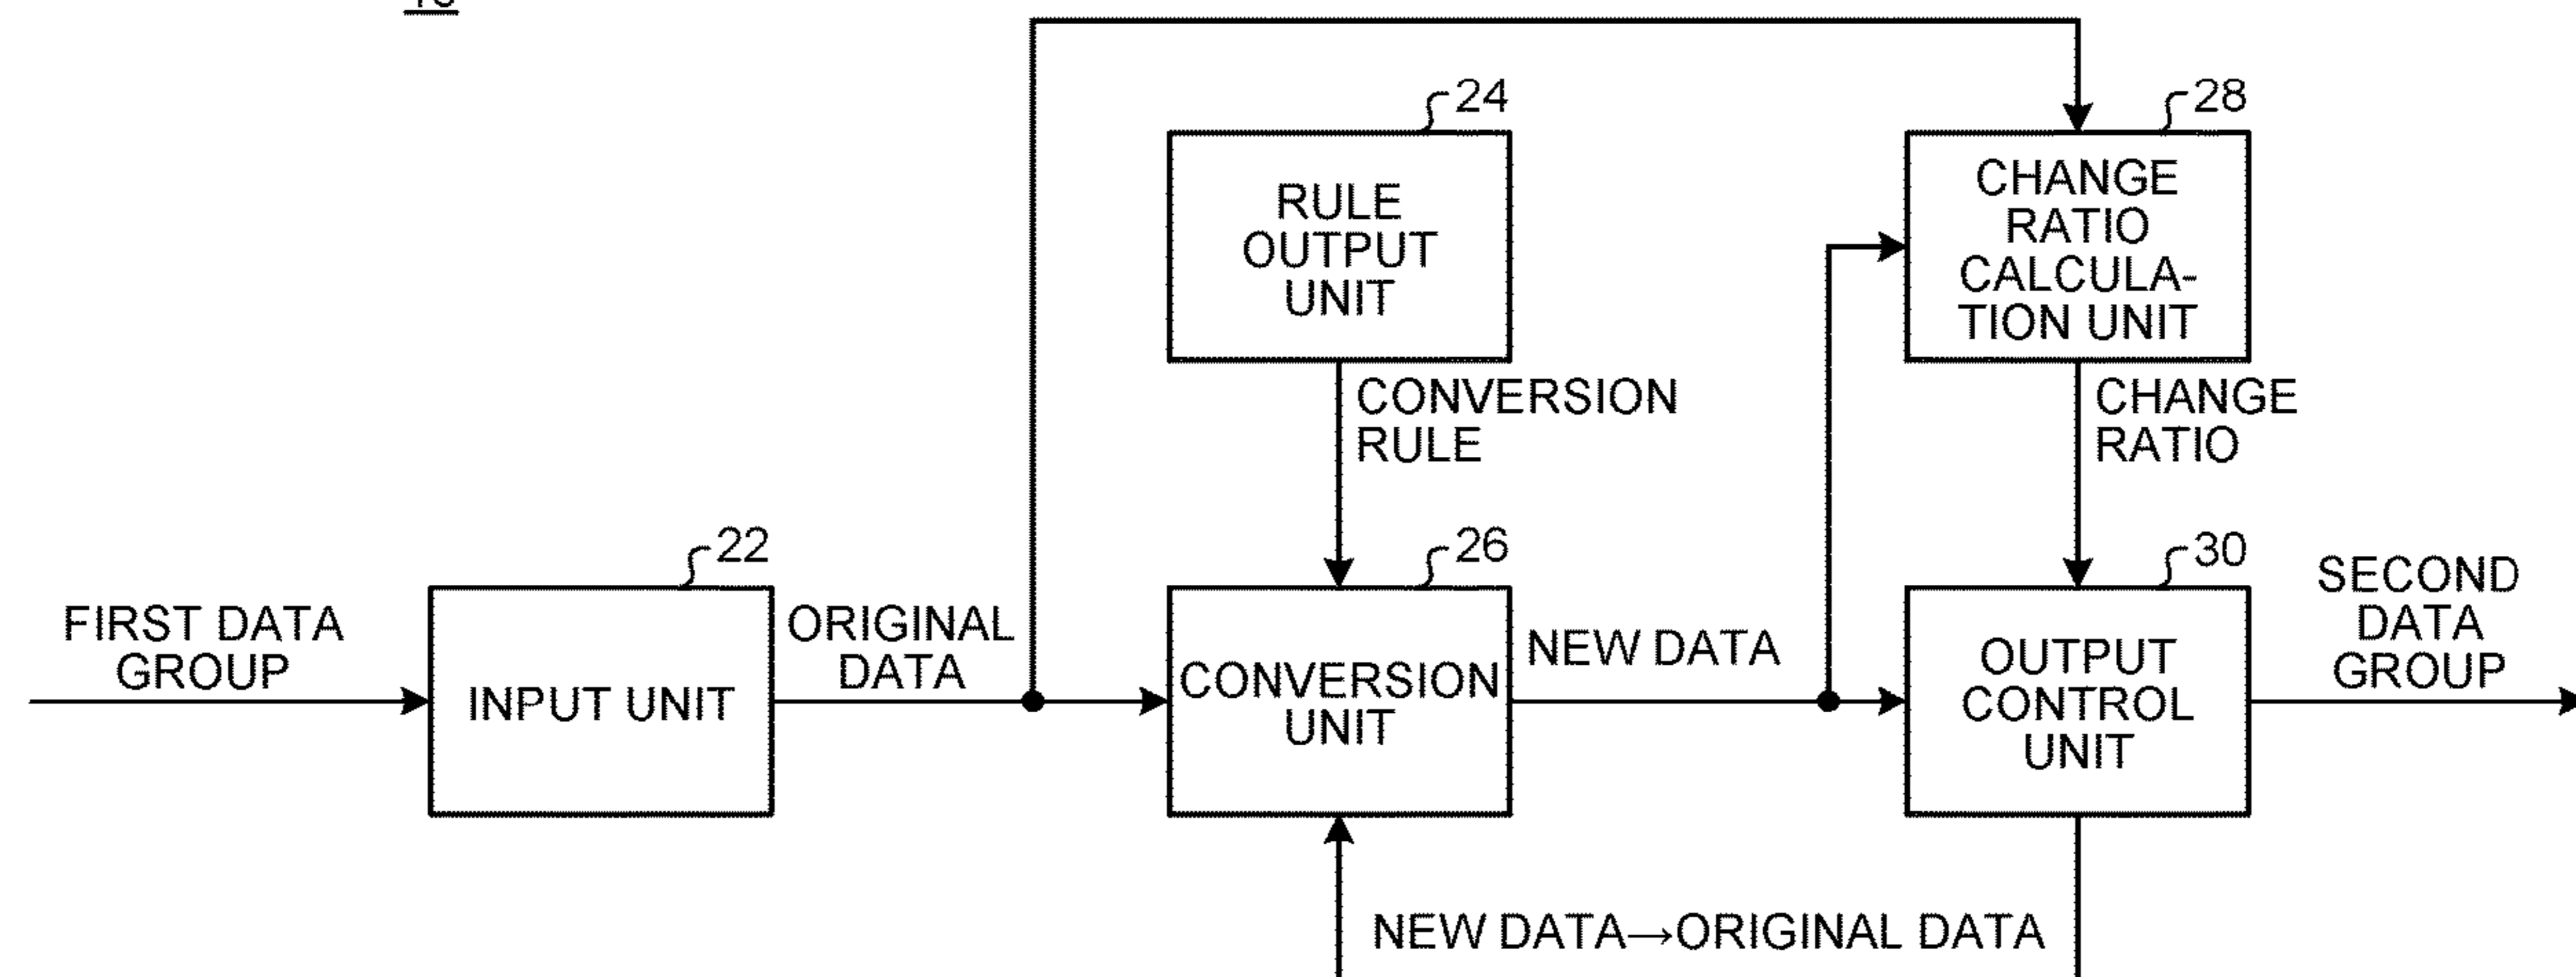 24
28
RULE
OUTPUT
UNIT
CHANGE
RATIO
CALCULA-
TION UNIT
CONVERSION
RULE
CHANGE
RATIO
22
26
30
FIRST DATA
GROUP
INPUT UNIT
ORIGINAL
DATA
CONVERSION
UNIT
NEW DATA
OUTPUT
CONTROL
UNIT
SECOND
DATA
GROUP
NEW DATA→ORIGINAL DATA